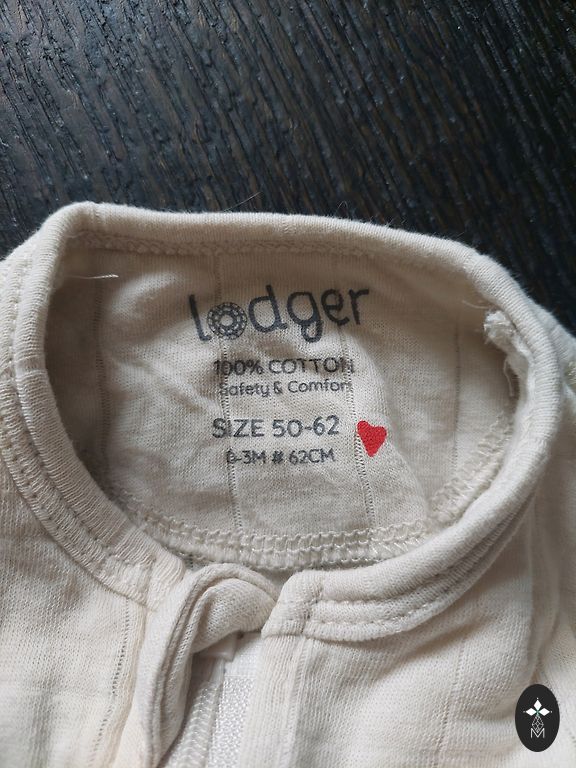 lodger
100% COTTON
Safety & Comfort
SIZE 50-62
0-3M # 62CM
M